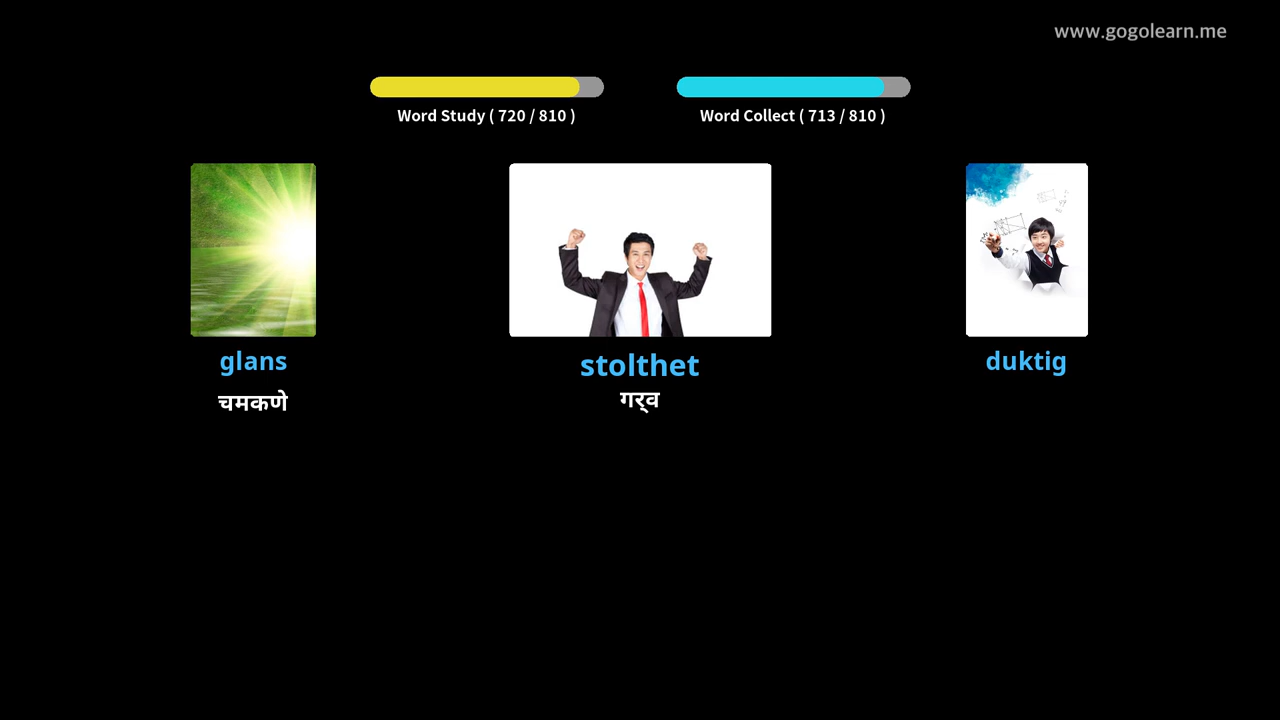 www.gogolearn.me
Word Study ( 720 / 810 )
Word Collect ( 713 / 810 )
glans
stolthet
duktig
चमकणे
गर्व